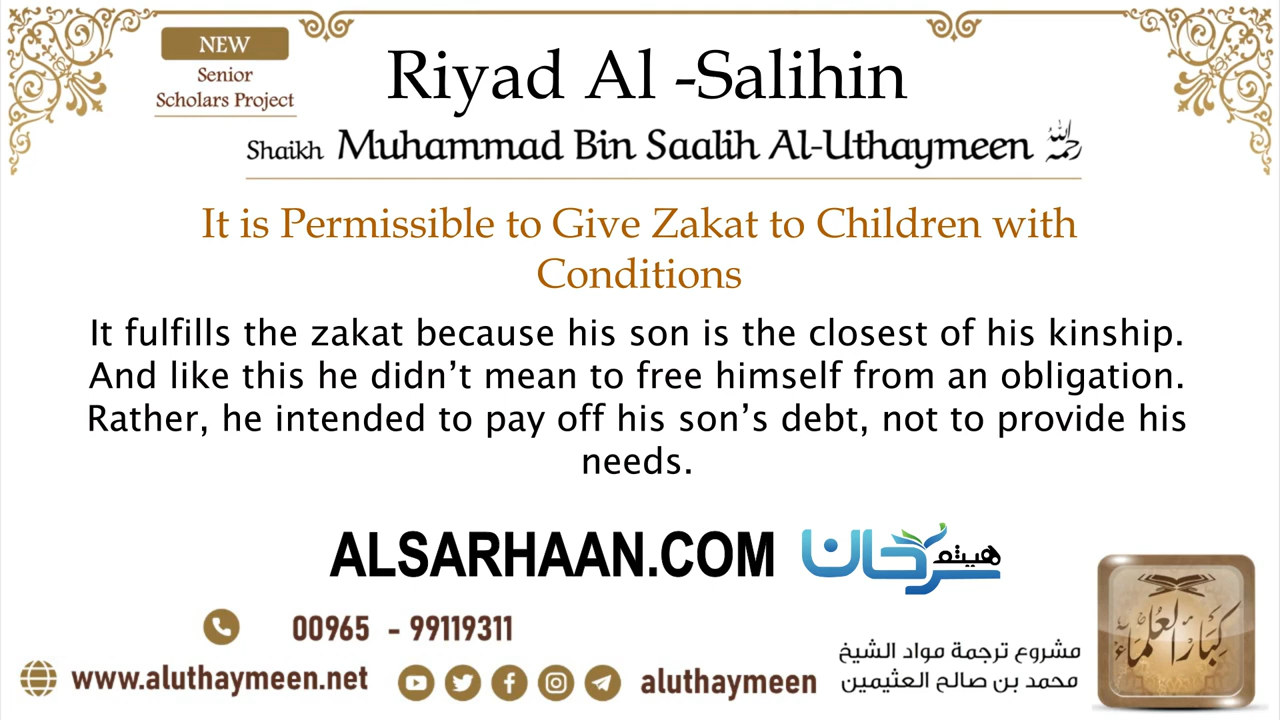 NEW
Senior
Scholars Project
Riyad Al -Salihin
Shaikh Muhammad Bin Saalih Al-Uthaymeen رحمه الله
It is Permissible to Give Zakat to Children with
Conditions
It fulfills the zakat because his son is the closest of his kinship.
And like this he didn’t mean to free himself from an obligation.
Rather, he intended to pay off his son’s debt, not to provide his
needs.
ALSARHAAN.COM هيثم سرحان
00965 - 99119311
www.aluthaymeen.net
aluthaymeen
مشروع ترجمة مواد الشيخ
محمد بن صالح العثيمين
كبار العلماء